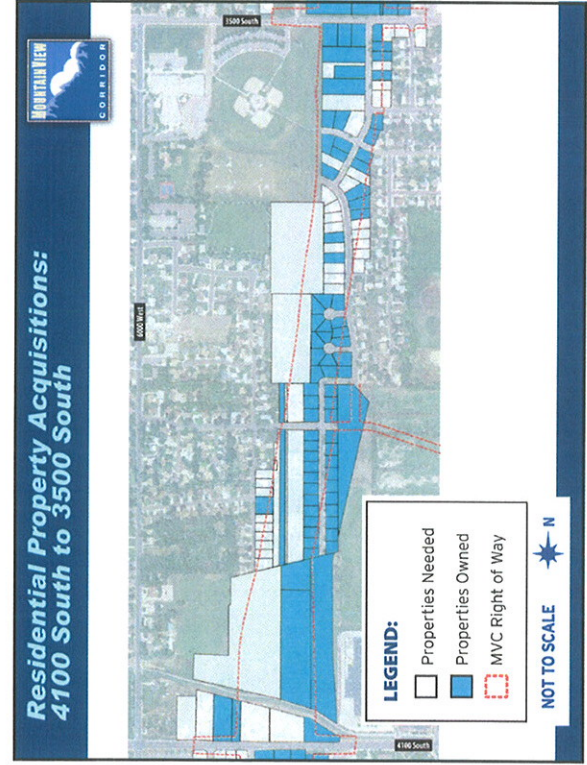 Residential Property Acquisitions:
4100 South to 3500 South
MOUNTAIN VIEW
CORRIDOR
6000 West
3500 South
4100 South
LEGEND:
Properties Needed
Properties Owned
MVC Right of Way
NOT TO SCALE
N